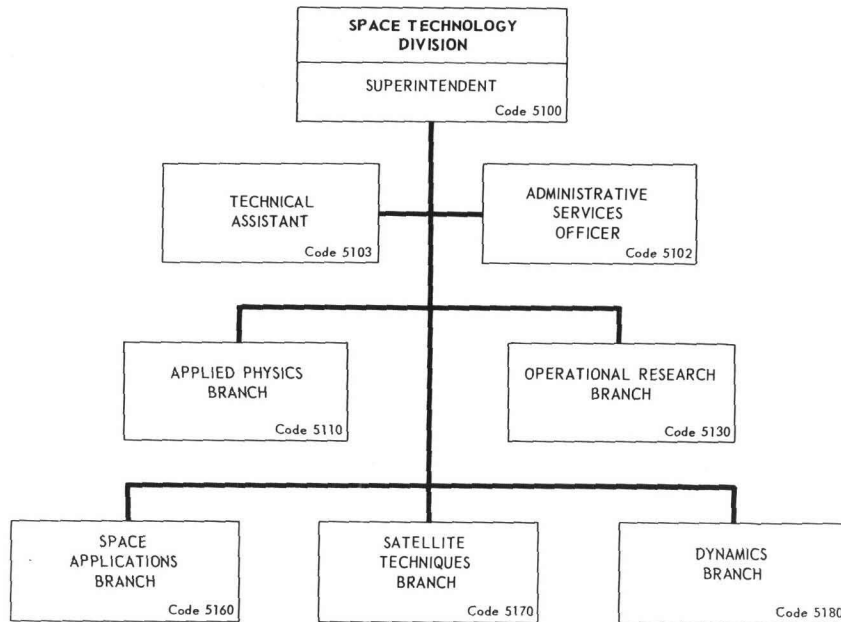 SPACE TECHNOLOGY
DIVISION
SUPERINTENDENT
Code 5100
TECHNICAL
ASSISTANT
Code 5103
ADMINISTRATIVE
SERVICES
OFFICER
Code 5102
APPLIED PHYSICS
BRANCH
Code 5110
OPERATIONAL RESEARCH
BRANCH
Code 5130
SPACE
APPLICATIONS
BRANCH
Code 5160
SATELLITE
TECHNIQUES
BRANCH
Code 5170
DYNAMICS
BRANCH
Code 5180